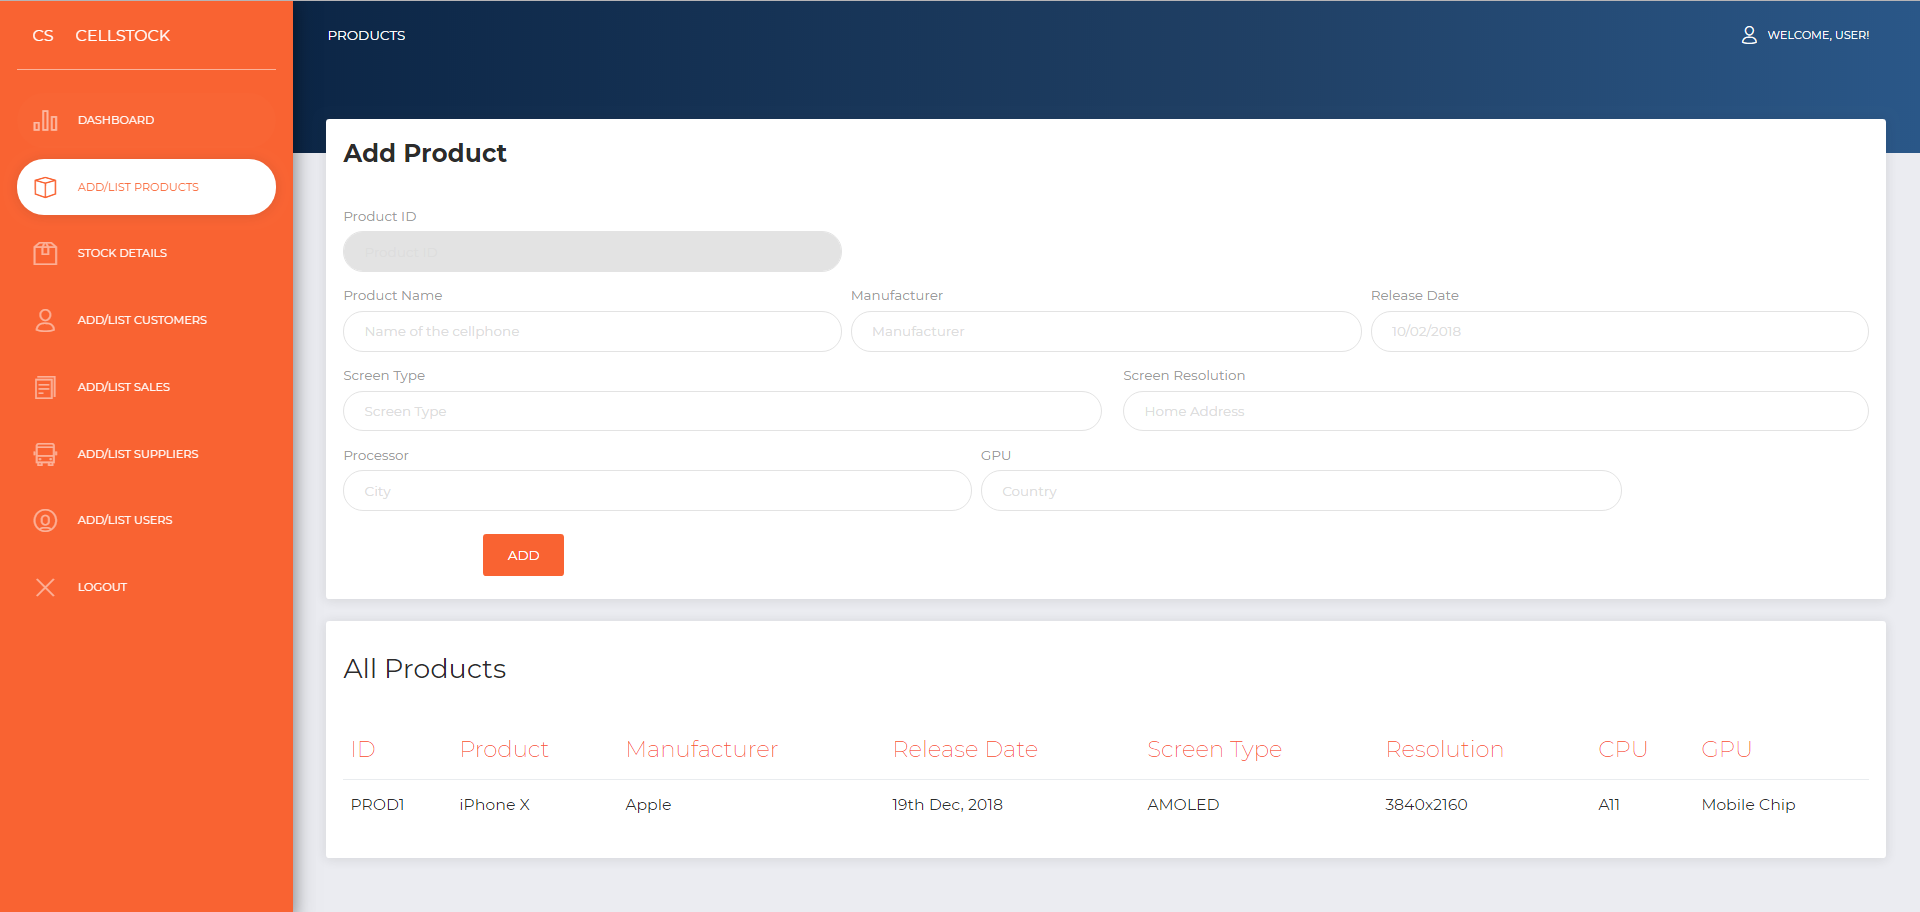 CS CELLSTOCK
PRODUCTS
WELCOME, USER!
DASHBOARD
ADD/LIST PRODUCTS
STOCK DETAILS
ADD/LIST CUSTOMERS
ADD/LIST SALES
ADD/LIST SUPPLIERS
ADD/LIST USERS
LOGOUT
Add Product
Product ID
Product ID
Product Name Manufacturer Release Date
Name of the cellphone Manufacturer 10/02/2018
Screen Type Screen Resolution
Screen Type Home Address
Processor GPU
City Country
ADD
All Products
ID Product Manufacturer Release Date Screen Type Resolution CPU GPU
PROD1 iPhone X Apple 19th Dec, 2018 AMOLED 3840x2160 A11 Mobile Chip